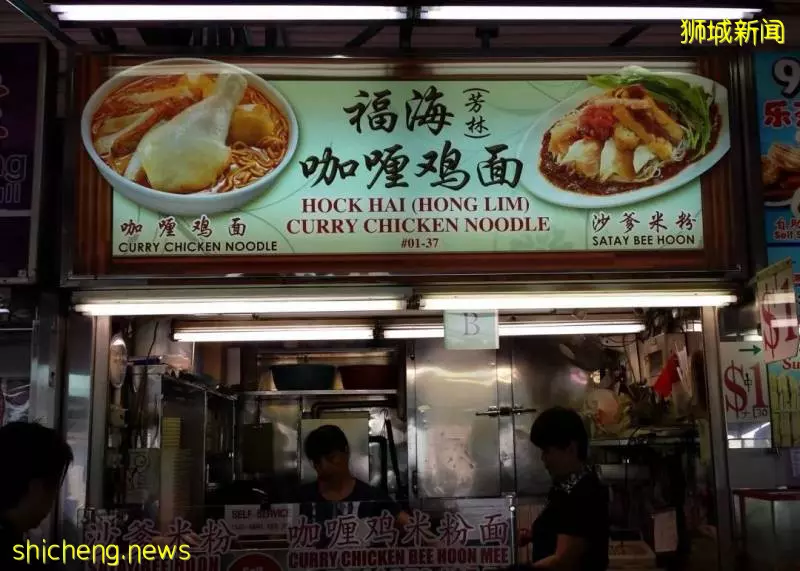 狮城新闻
福海(芳林)
咖喱鸡面
HOCK HAI (HONG LIM)
CURRY CHICKEN NOODLE
#01-37
咖喱鸡面
CURRY CHICKEN NOODLE
沙爹米粉
SATAY BEE HOON
B
$1
$1
SELF-SERVICE
沙爹米粉
咖喱鸡米粉面
CURRY CHICKEN BEE HOON MEE
shicheng.news